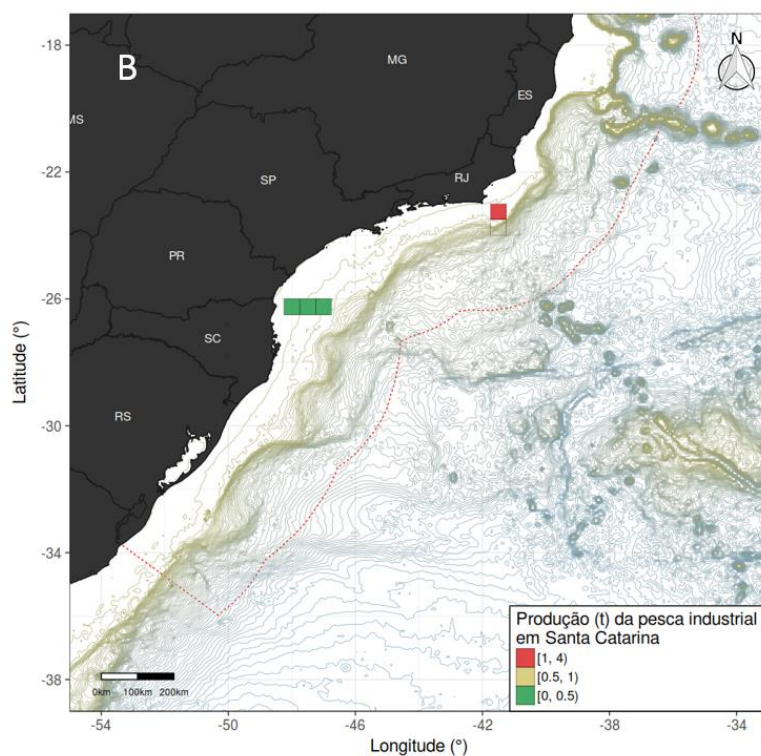 B
N
MG
ES
MS
SP
RJ
PR
SC
RS
-18
-22
-26
-30
-34
-38
Latitude (°)
0km 100km 200km
Produção (t) da pesca industrial
em Santa Catarina
[1, 4)
[0.5, 1)
[0, 0.5)
-54 -50 -46 -42 -38 -34
Longitude (°)